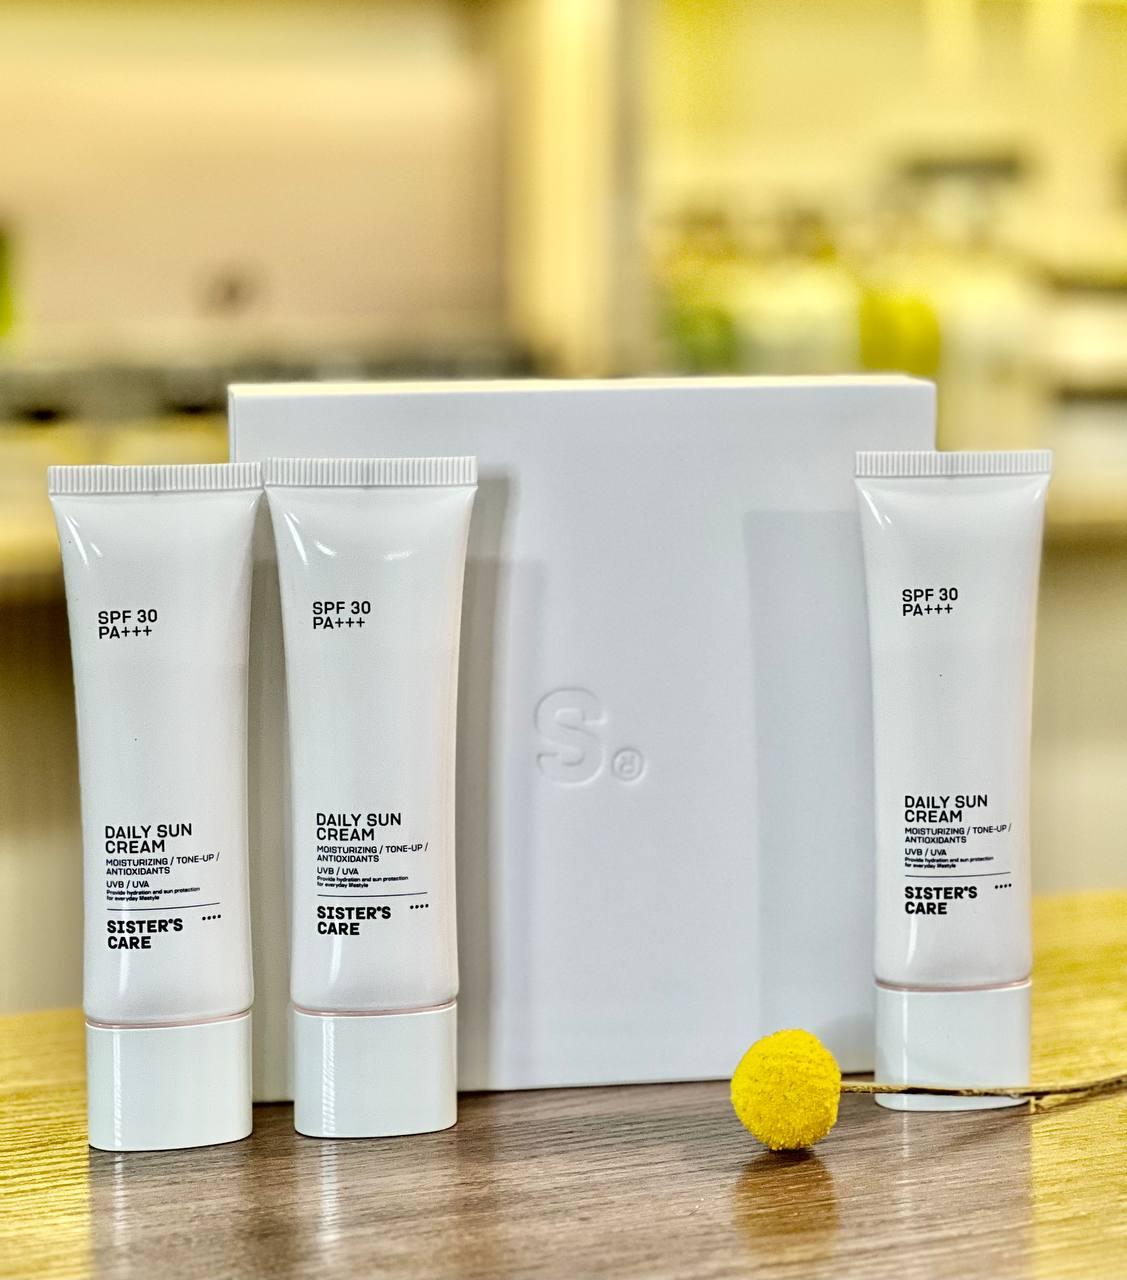 SPF 30
PA+++
DAILY SUN
CREAM
MOISTURIZING / TONE-UP /
ANTIOXIDANTS
UVB / UVA
Provide hydration and sun protection
for everyday lifestyle
SISTER'S
CARE
SPF 30
PA+++
DAILY SUN
CREAM
MOISTURIZING / TONE-UP /
ANTIOXIDANTS
UVB / UVA
Provide hydration and sun protection
for everyday lifestyle
SISTER'S
CARE
S®
SPF 30
PA+++
DAILY SUN
CREAM
MOISTURIZING / TONE-UP /
ANTIOXIDANTS
UVB / UVA
Provide hydration and sun protection
for everyday lifestyle
SISTER'S
CARE